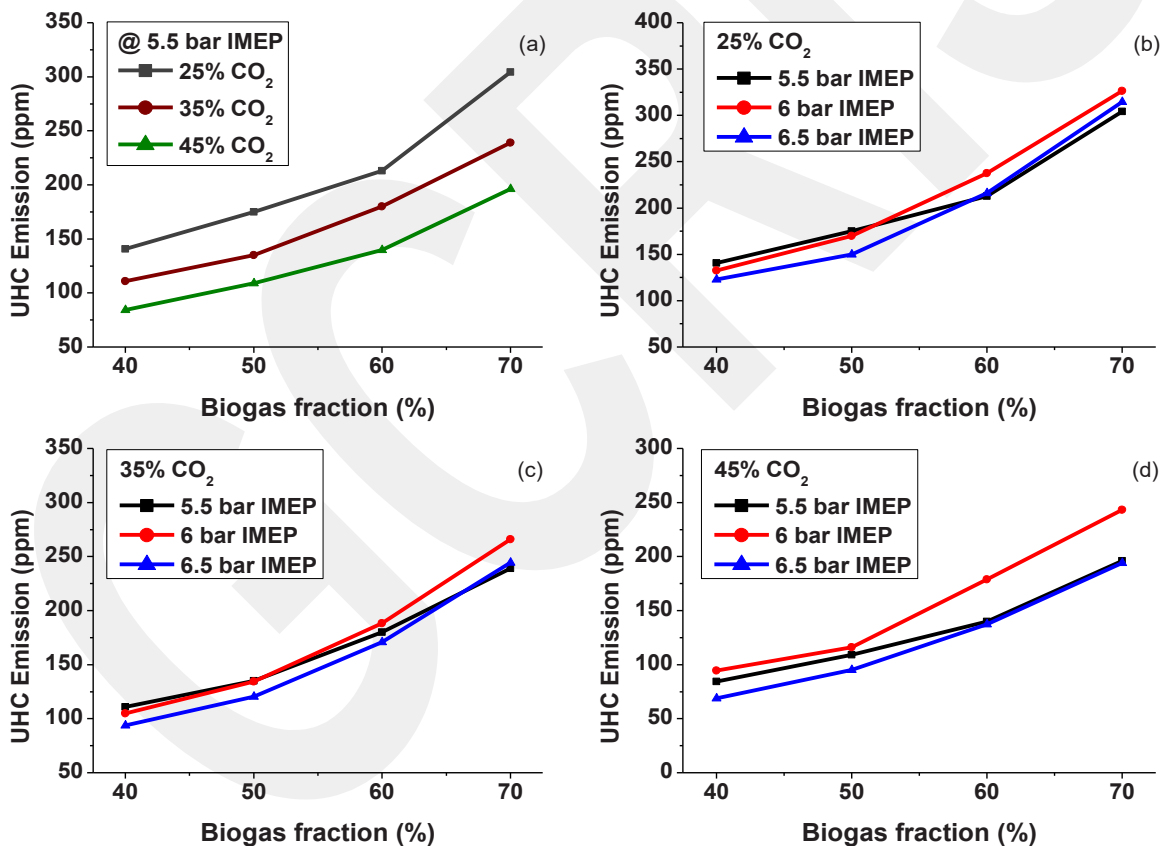 350
300
250
200
150
100
50
UHC Emission (ppm)
@ 5.5 bar IMEP
25% CO₂
35% CO₂
45% CO₂
(a)
40 50 60 70
Biogas fraction (%)
400
350
300
250
200
150
100
50
UHC Emission (ppm)
25% CO₂
5.5 bar IMEP
6 bar IMEP
6.5 bar IMEP
(b)
40 50 60 70
Biogas fraction (%)
350
300
250
200
150
100
50
UHC Emission (ppm)
35% CO₂
5.5 bar IMEP
6 bar IMEP
6.5 bar IMEP
(c)
40 50 60 70
Biogas fraction (%)
300
250
200
150
100
50
0
UHC Emission (ppm)
45% CO₂
5.5 bar IMEP
6 bar IMEP
6.5 bar IMEP
(d)
40 50 60 70
Biogas fraction (%)